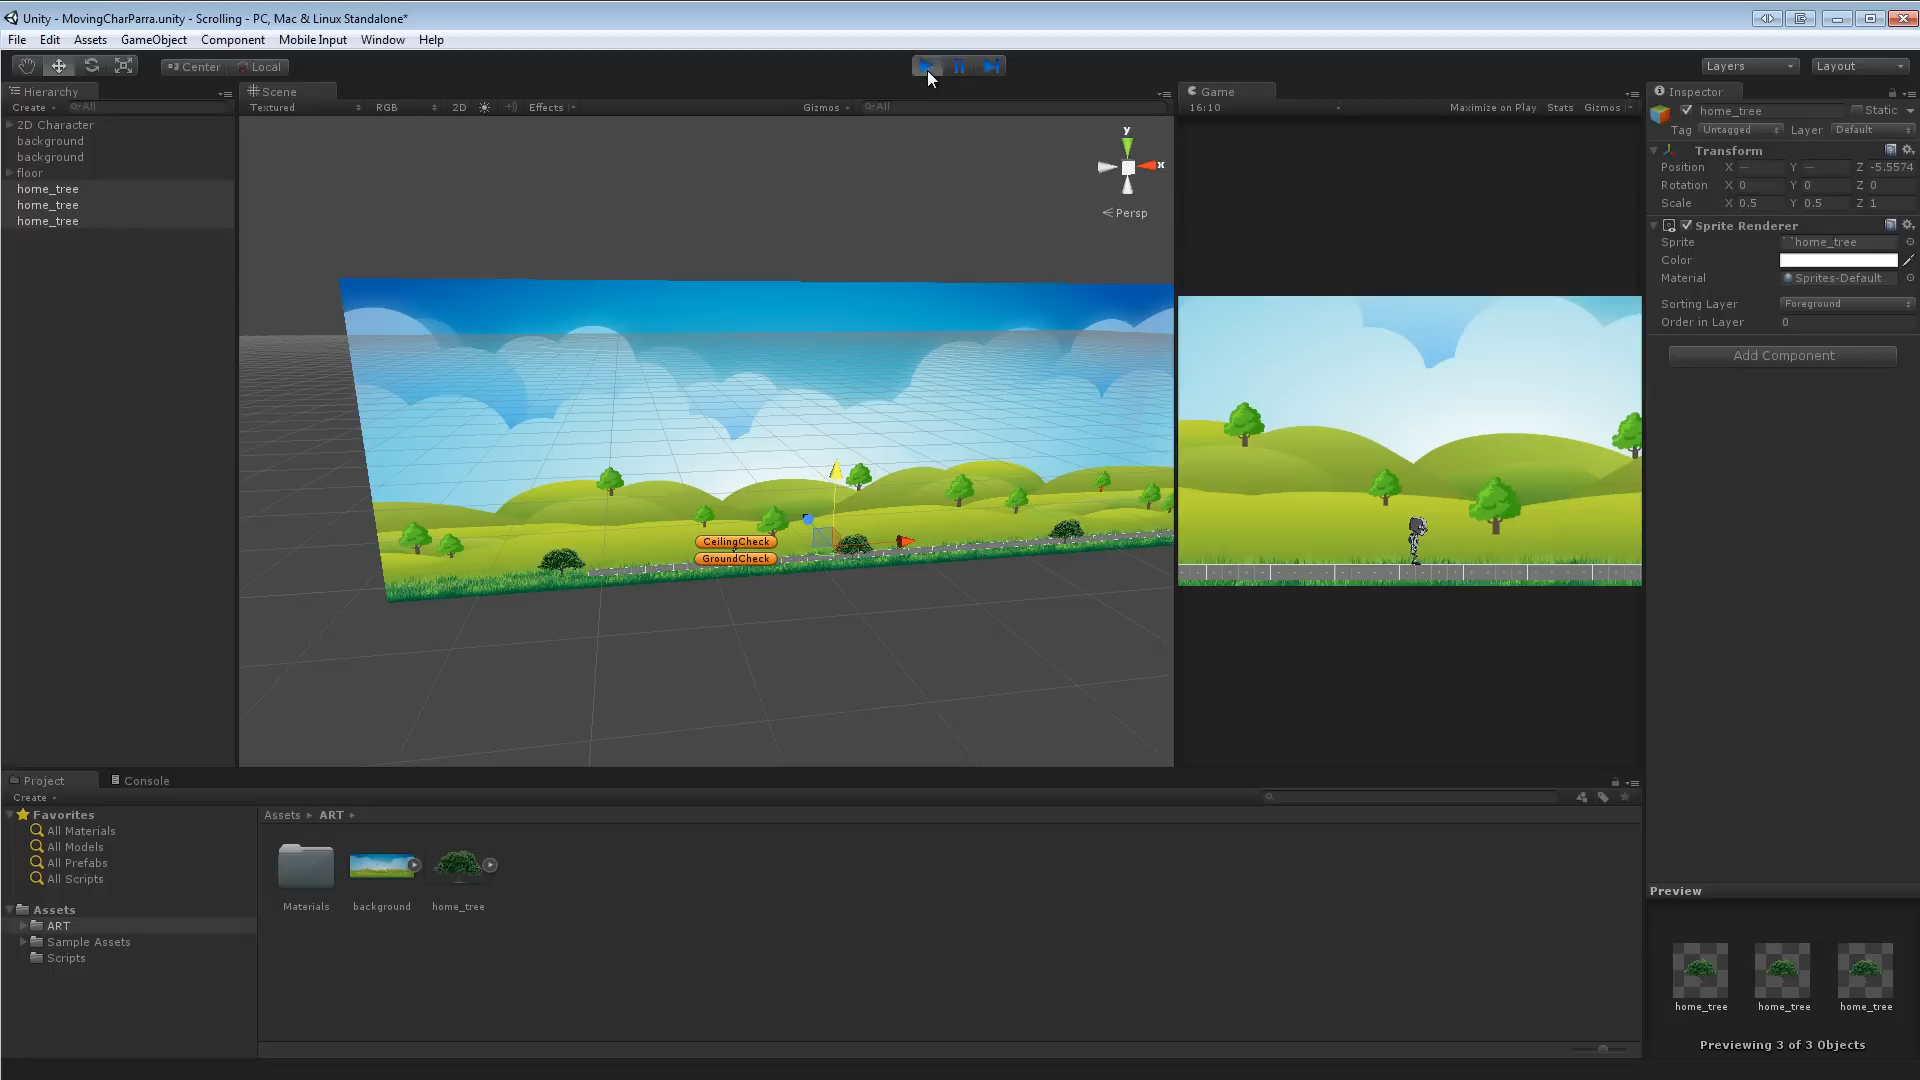 Unity - MovingCharParra.unity - Scrolling - PC, Mac & Linux Standalone*
File Edit Assets GameObject Component Mobile Input Window Help
Center Local Layers Layout
Hierarchy
Create All
2D Character
background
background
floor
home_tree
home_tree
home_tree
Scene
Textured RGB 2D Effects Gizmos All
y
x
Persp
CeilingCheck
GroundCheck
Game
16:10 Maximize on Play Stats Gizmos
Inspector
home_tree Static
Tag Untagged Layer Default
Transform
Position X — Y — Z -5.5574
Rotation X 0 Y 0 Z 0
Scale X 0.5 Y 0.5 Z 1
Sprite Renderer
Sprite home_tree
Color
Material Sprites-Default
Sorting Layer Foreground
Order in Layer 0
Add Component
Project Console
Create
Favorites
All Materials
All Models
All Prefabs
All Scripts
Assets
ART
Sample Assets
Scripts
Assets ART
Materials background home_tree
Preview
home_tree home_tree home_tree
Previewing 3 of 3 Objects